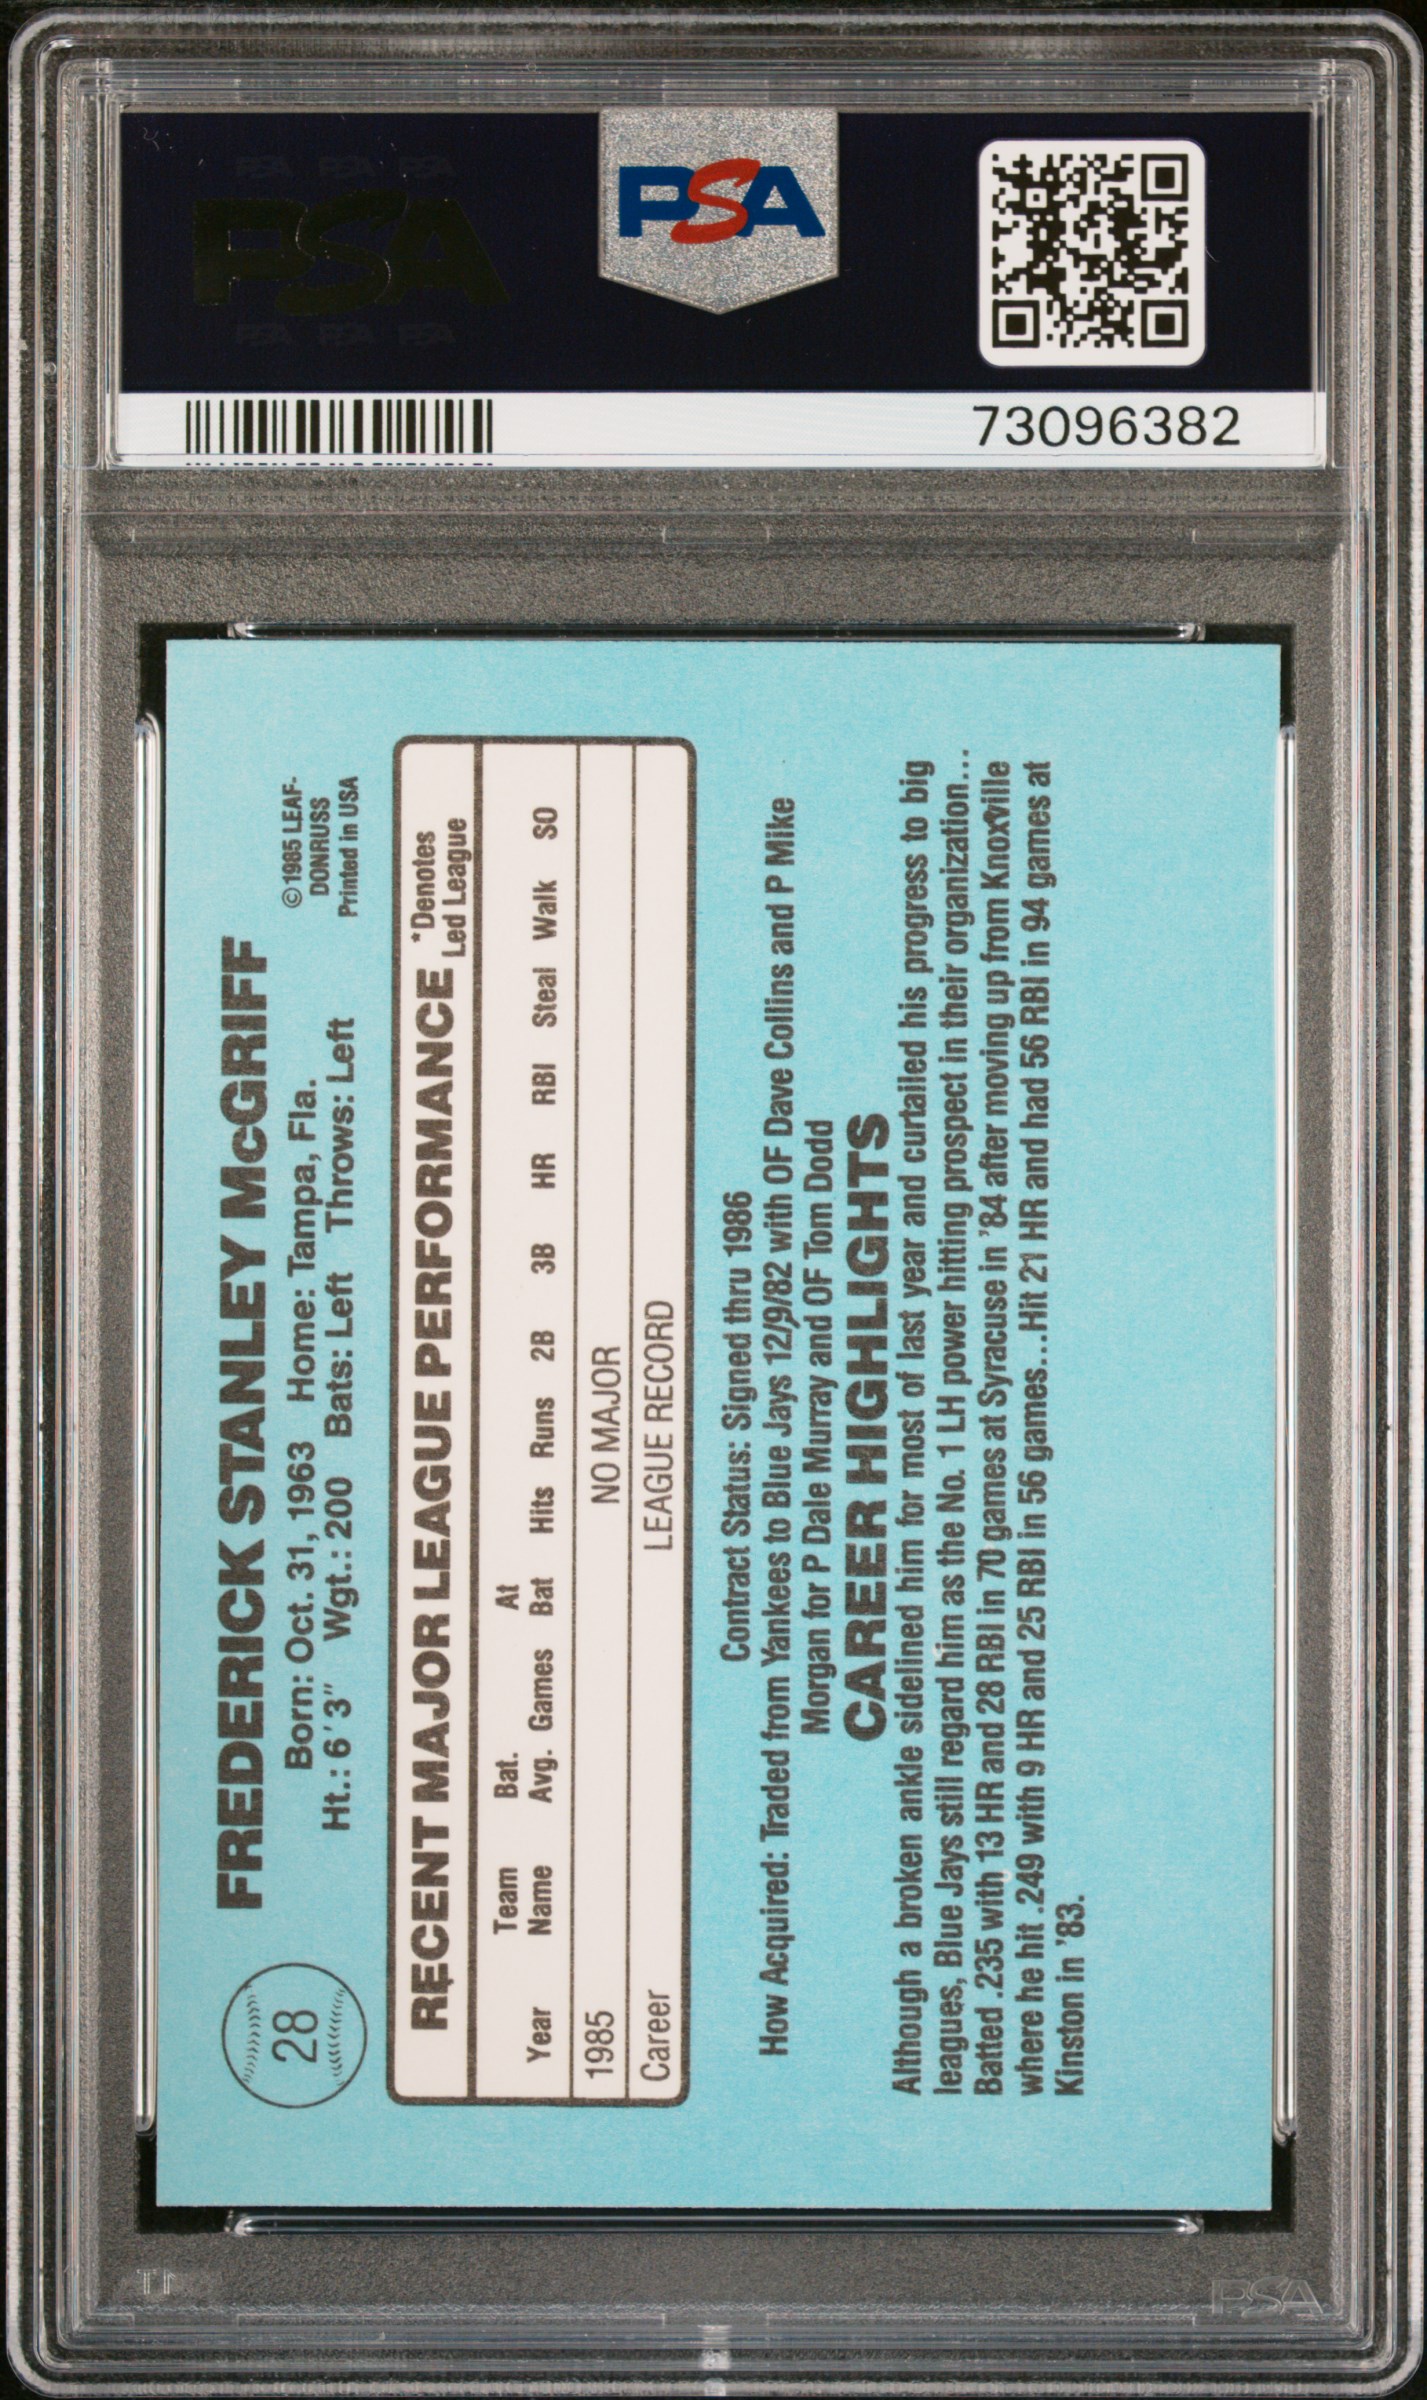 PSA
PSA
73096382
28
FREDERICK STANLEY McGRIFF
Born: Oct. 31, 1963 Home: Tampa, Fla.
Ht.: 6'3" Wgt.: 200 Bats: Left Throws: Left
© 1985 LEAF-
DONRUSS
Printed in USA
RECENT MAJOR LEAGUE PERFORMANCE
*Denotes
Led League
Year Team Name Bat. Avg. Games At Bat Hits Runs 2B 3B HR RBI Steal Walk SO
1985 NO MAJOR
Career LEAGUE RECORD
Contract Status: Signed thru 1986
How Acquired: Traded from Yankees to Blue Jays 12/9/82 with OF Dave Collins and P Mike
Morgan for P Dale Murray and OF Tom Dodd
CAREER HIGHLIGHTS
Although a broken ankle sidelined him for most of last year and curtailed his progress to big
leagues, Blue Jays still regard him as the No. 1 LH power hitting prospect in their organization...
Batted .235 with 13 HR and 28 RBI in 70 games at Syracuse in '84 after moving up from Knoxville
where he hit .249 with 9 HR and 25 RBI in 56 games...Hit 21 HR and had 56 RBI in 94 games at
Kinston in '83.
PSA